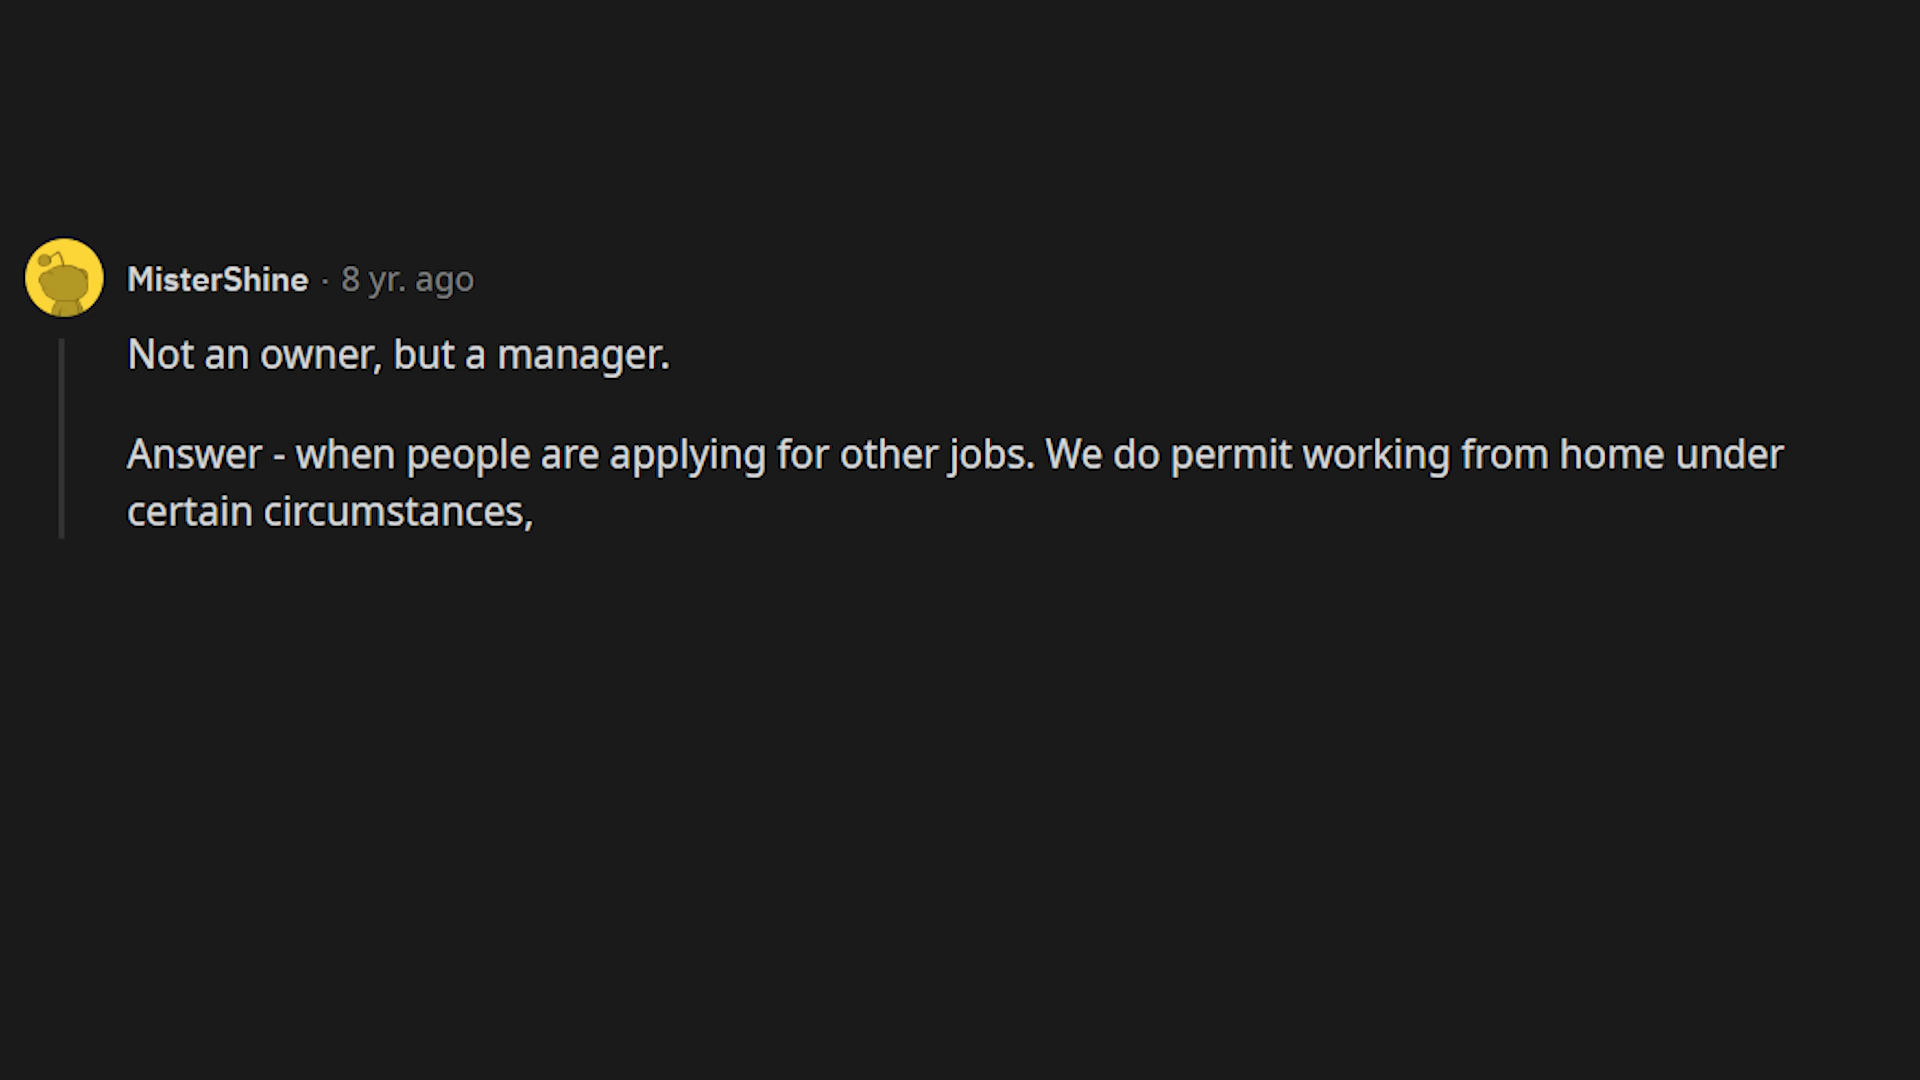 MisterShine · 8 yr. ago
Not an owner, but a manager.
Answer - when people are applying for other jobs. We do permit working from home under
certain circumstances,